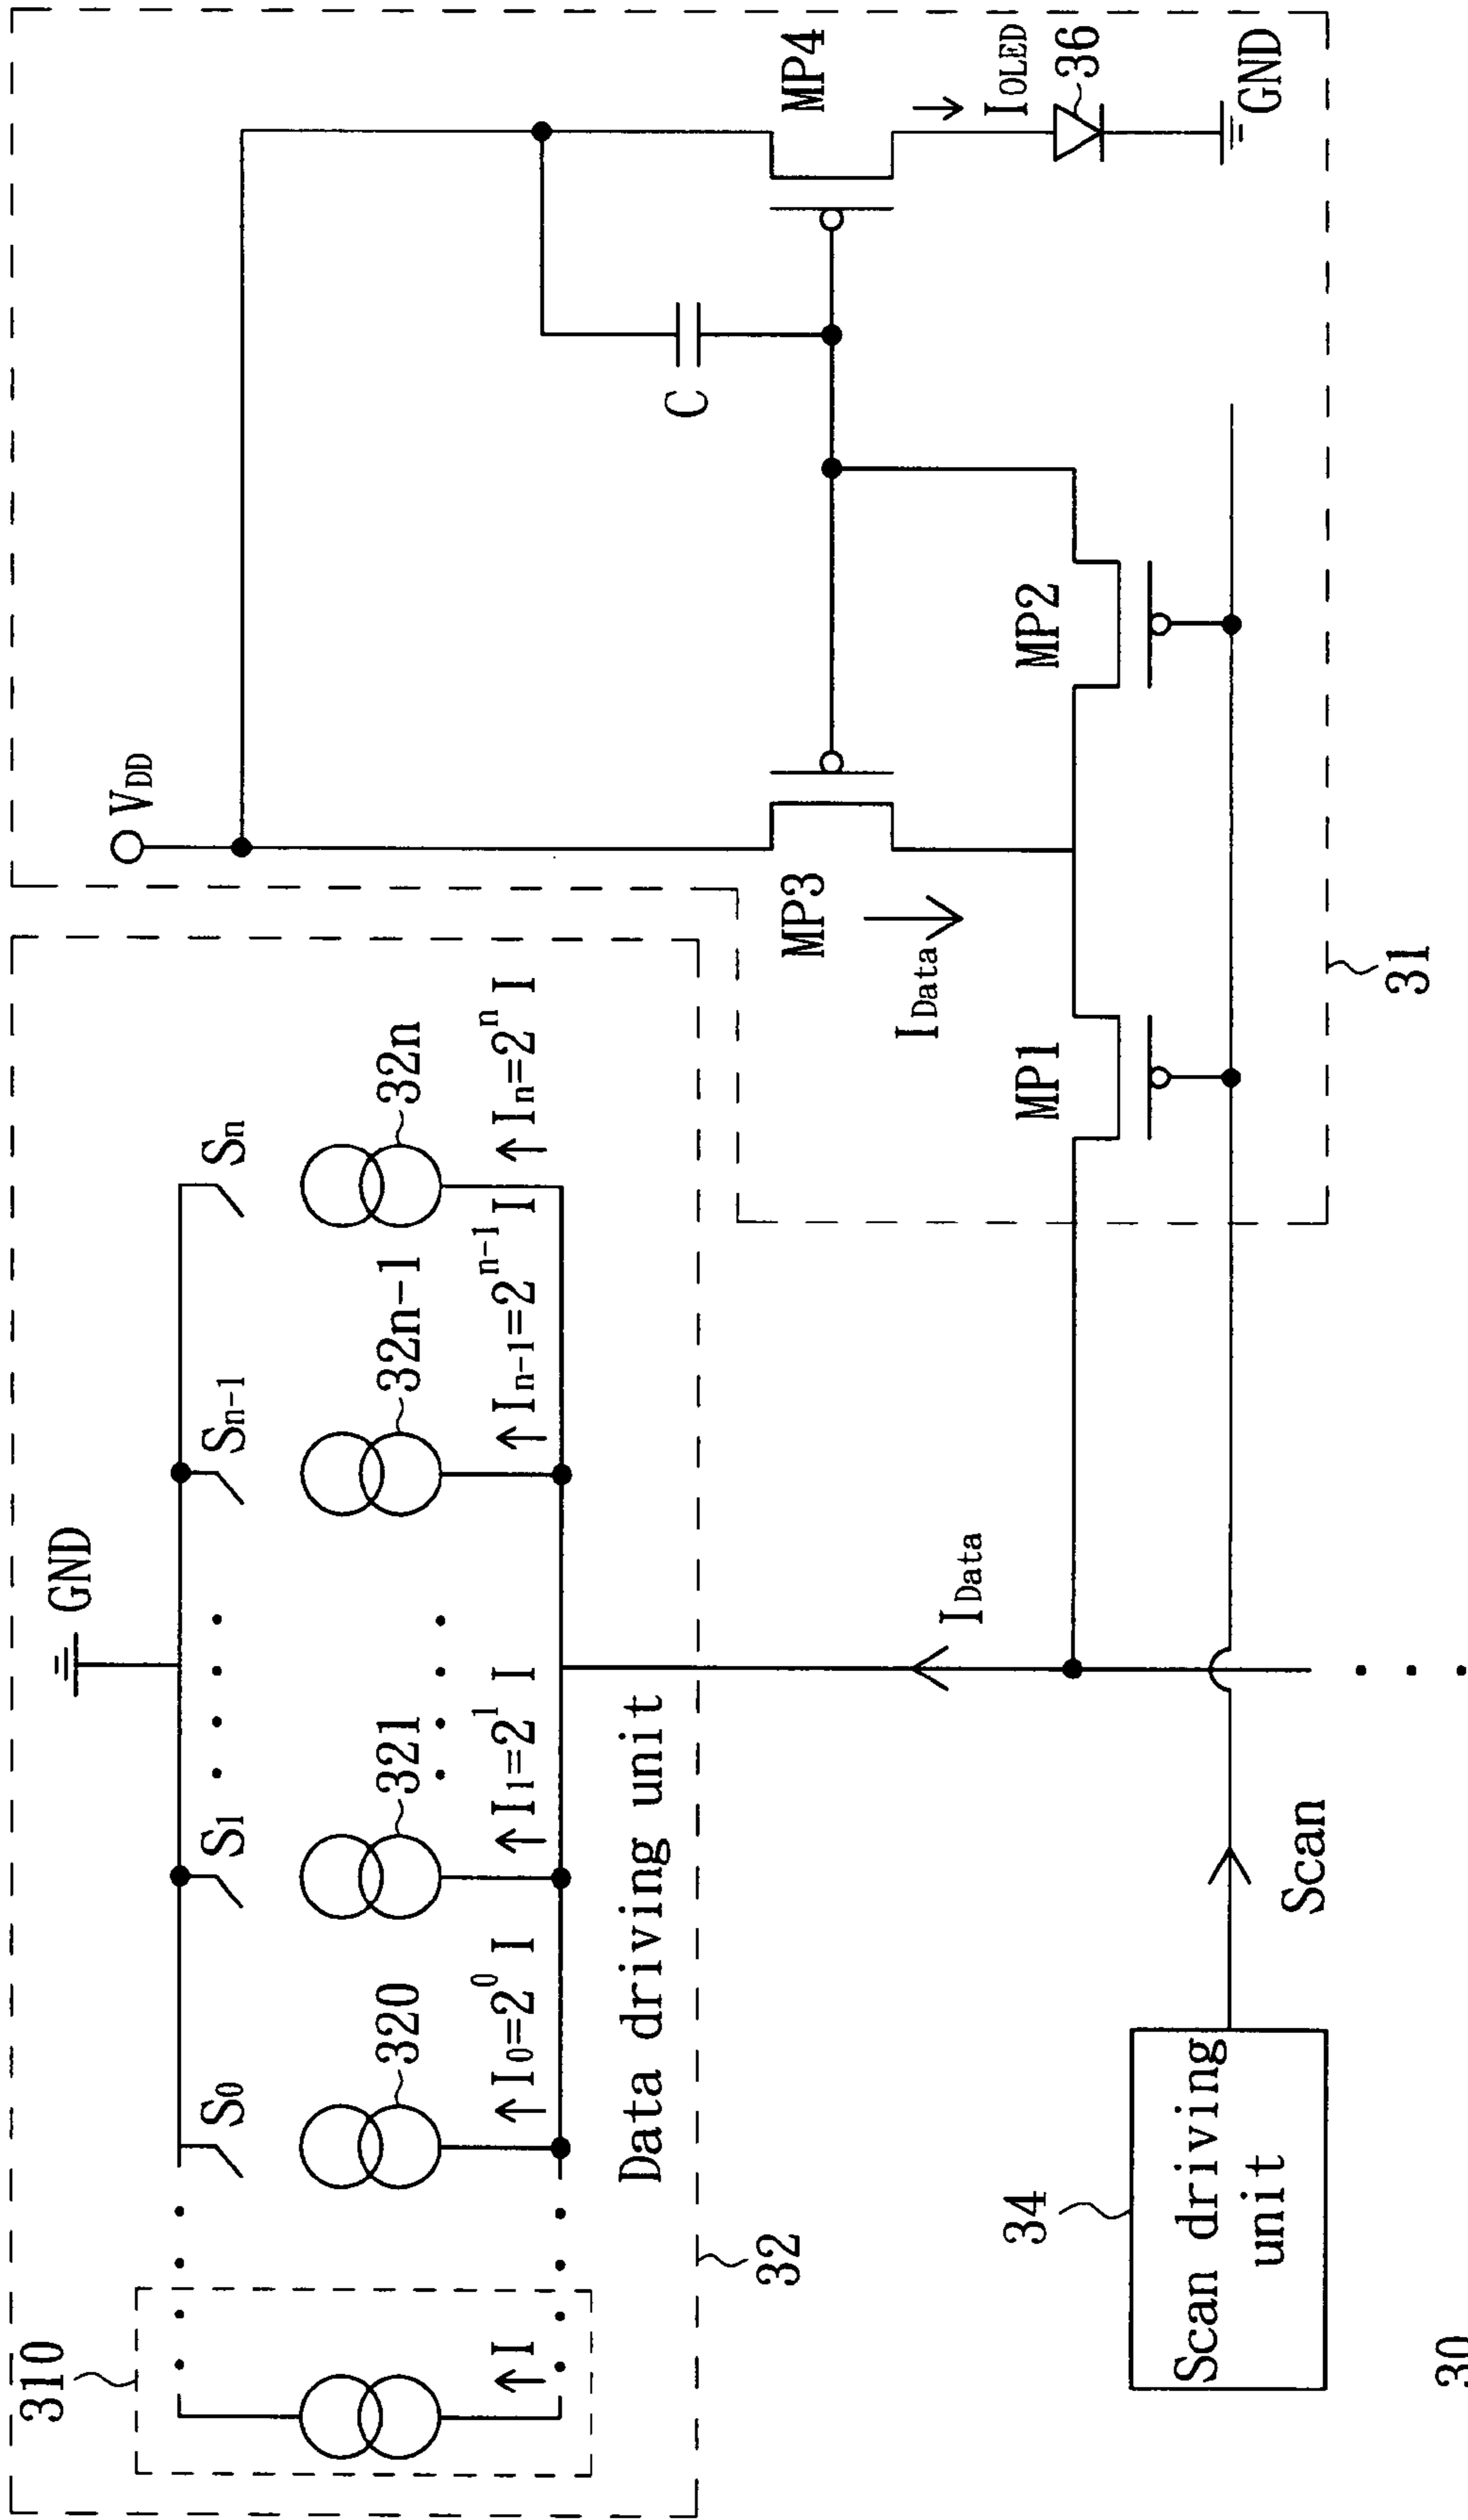 310
GND
S0
S1
Sn-1
Sn
320
321
32n-1
32n
I
I0=2^0 I
I1=2^1 I
In-1=2^n-1 I
In=2^n I
Data driving unit
32
VDD
C
MP3
MP4
IData
IOLED
36
GND
IData
MP1
MP2
34
Scan driving
unit
Scan
31
30